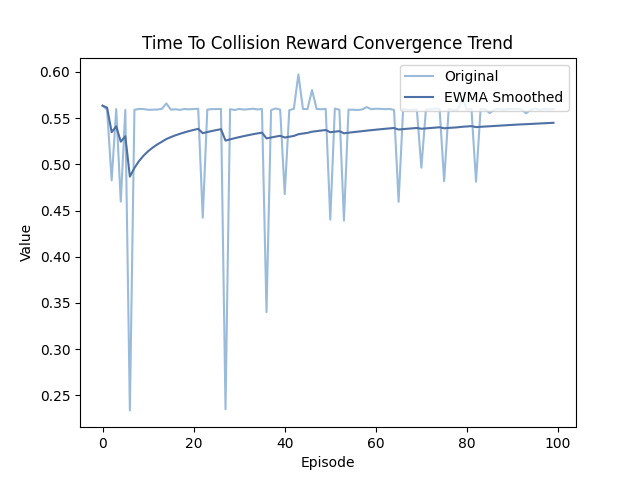 Time To Collision Reward Convergence Trend
Original
EWMA Smoothed
Value
0.60
0.55
0.50
0.45
0.40
0.35
0.30
0.25
0 20 40 60 80 100
Episode